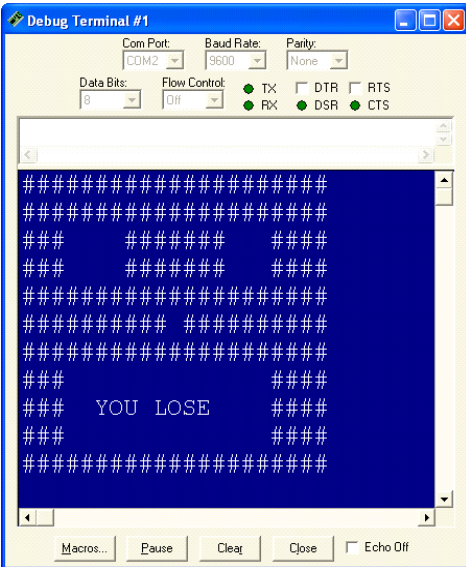 Debug Terminal #1
Com Port: Baud Rate: Parity:
COM2 9600 None
Data Bits: Flow Control:
8 Off
TX DTR RTS
RX DSR CTS
#####################
#####################
###    #######   ####
###    #######   ####
#####################
########## ##########
#####################
###              ####
###  YOU LOSE    ####
###              ####
#####################
Macros... Pause Clear Close Echo Off